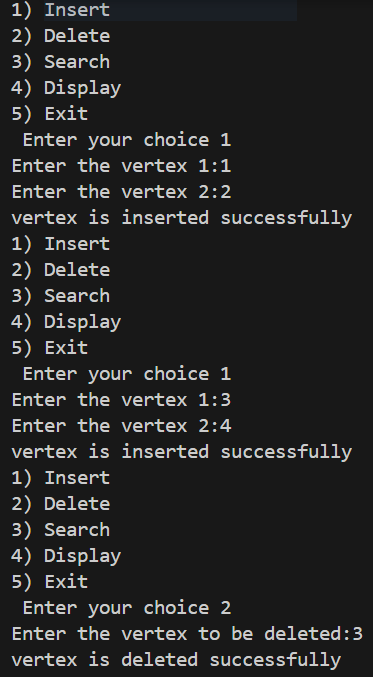 1) Insert
2) Delete
3) Search
4) Display
5) Exit
 Enter your choice 1
Enter the vertex 1:1
Enter the vertex 2:2
vertex is inserted successfully
1) Insert
2) Delete
3) Search
4) Display
5) Exit
 Enter your choice 1
Enter the vertex 1:3
Enter the vertex 2:4
vertex is inserted successfully
1) Insert
2) Delete
3) Search
4) Display
5) Exit
 Enter your choice 2
Enter the vertex to be deleted:3
vertex is deleted successfully